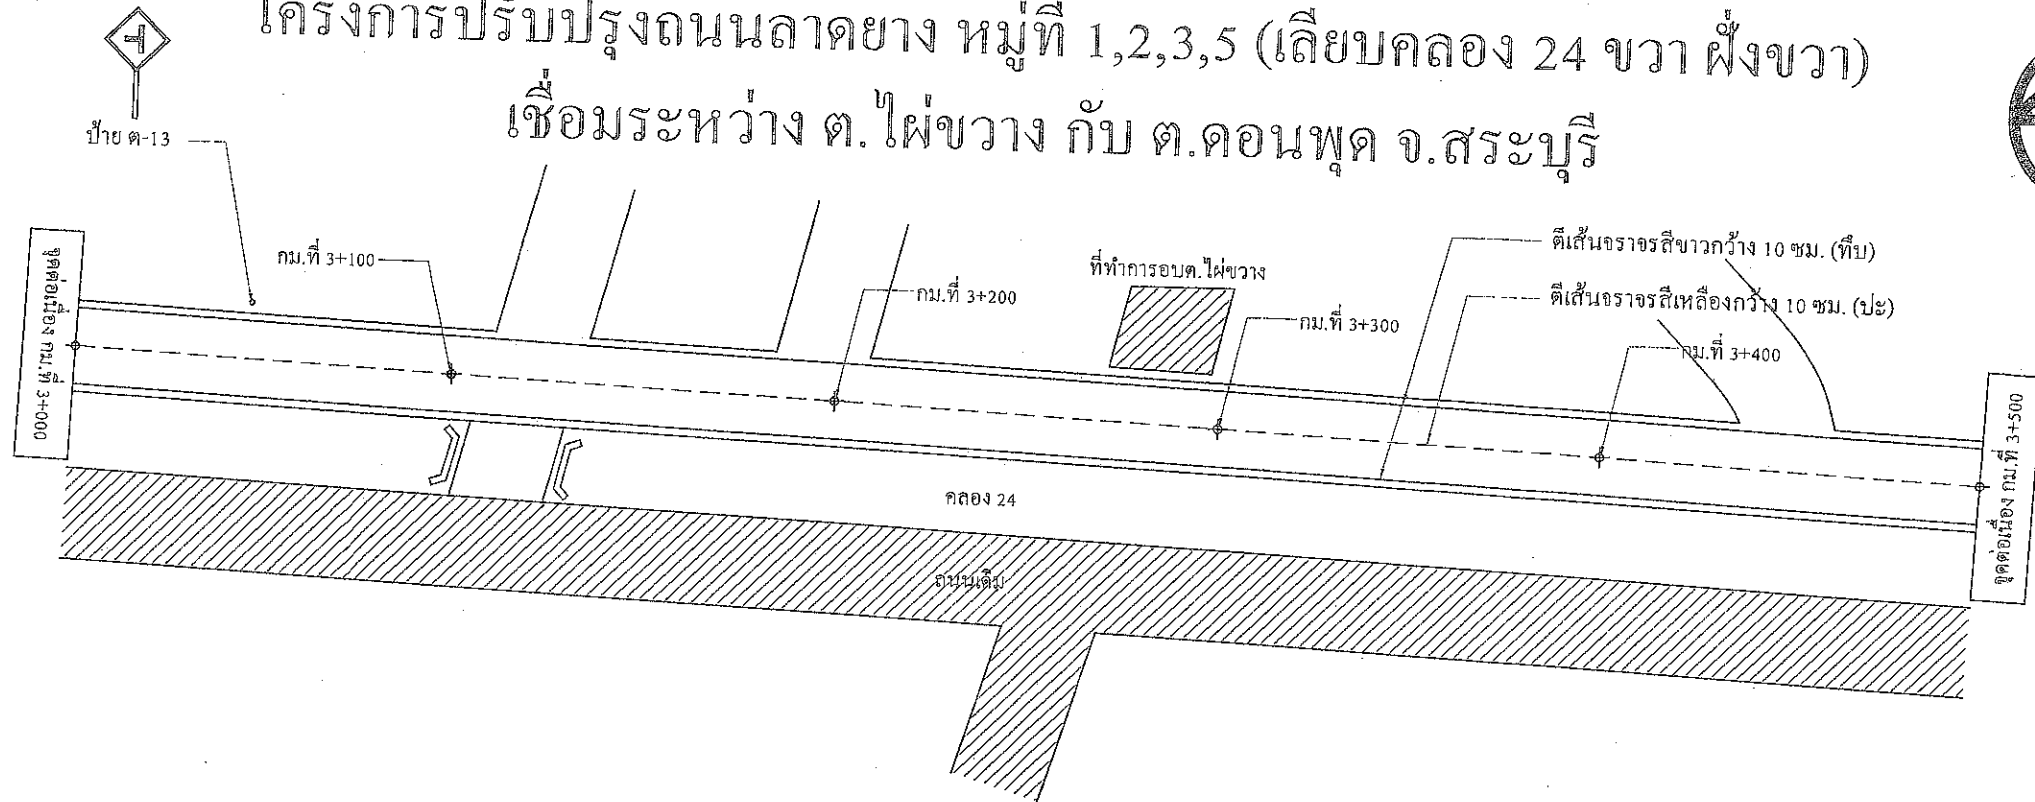 โครงการปรับปรุงถนนลาดยาง หมู่ที่ 1,2,3,5 (เลียบคลอง 24 ขวา ฝั่งขวา)
เชื่อมระหว่าง ต.ไผ่ขวาง กับ ต.ดอนพุด จ.สระบุรี
ป้าย ต-13
จุดต่อเนื่อง กม.ที่ 3+000
กม.ที่ 3+100
กม.ที่ 3+200
ที่ทำการอบต.ไผ่ขวาง
กม.ที่ 3+300
ตีเส้นจราจรสีขาวกว้าง 10 ซม. (ทึบ)
ตีเส้นจราจรสีเหลืองกว้าง 10 ซม. (ปะ)
กม.ที่ 3+400
จุดต่อเนื่อง กม.ที่ 3+500
คลอง 24
ถนนเดิม